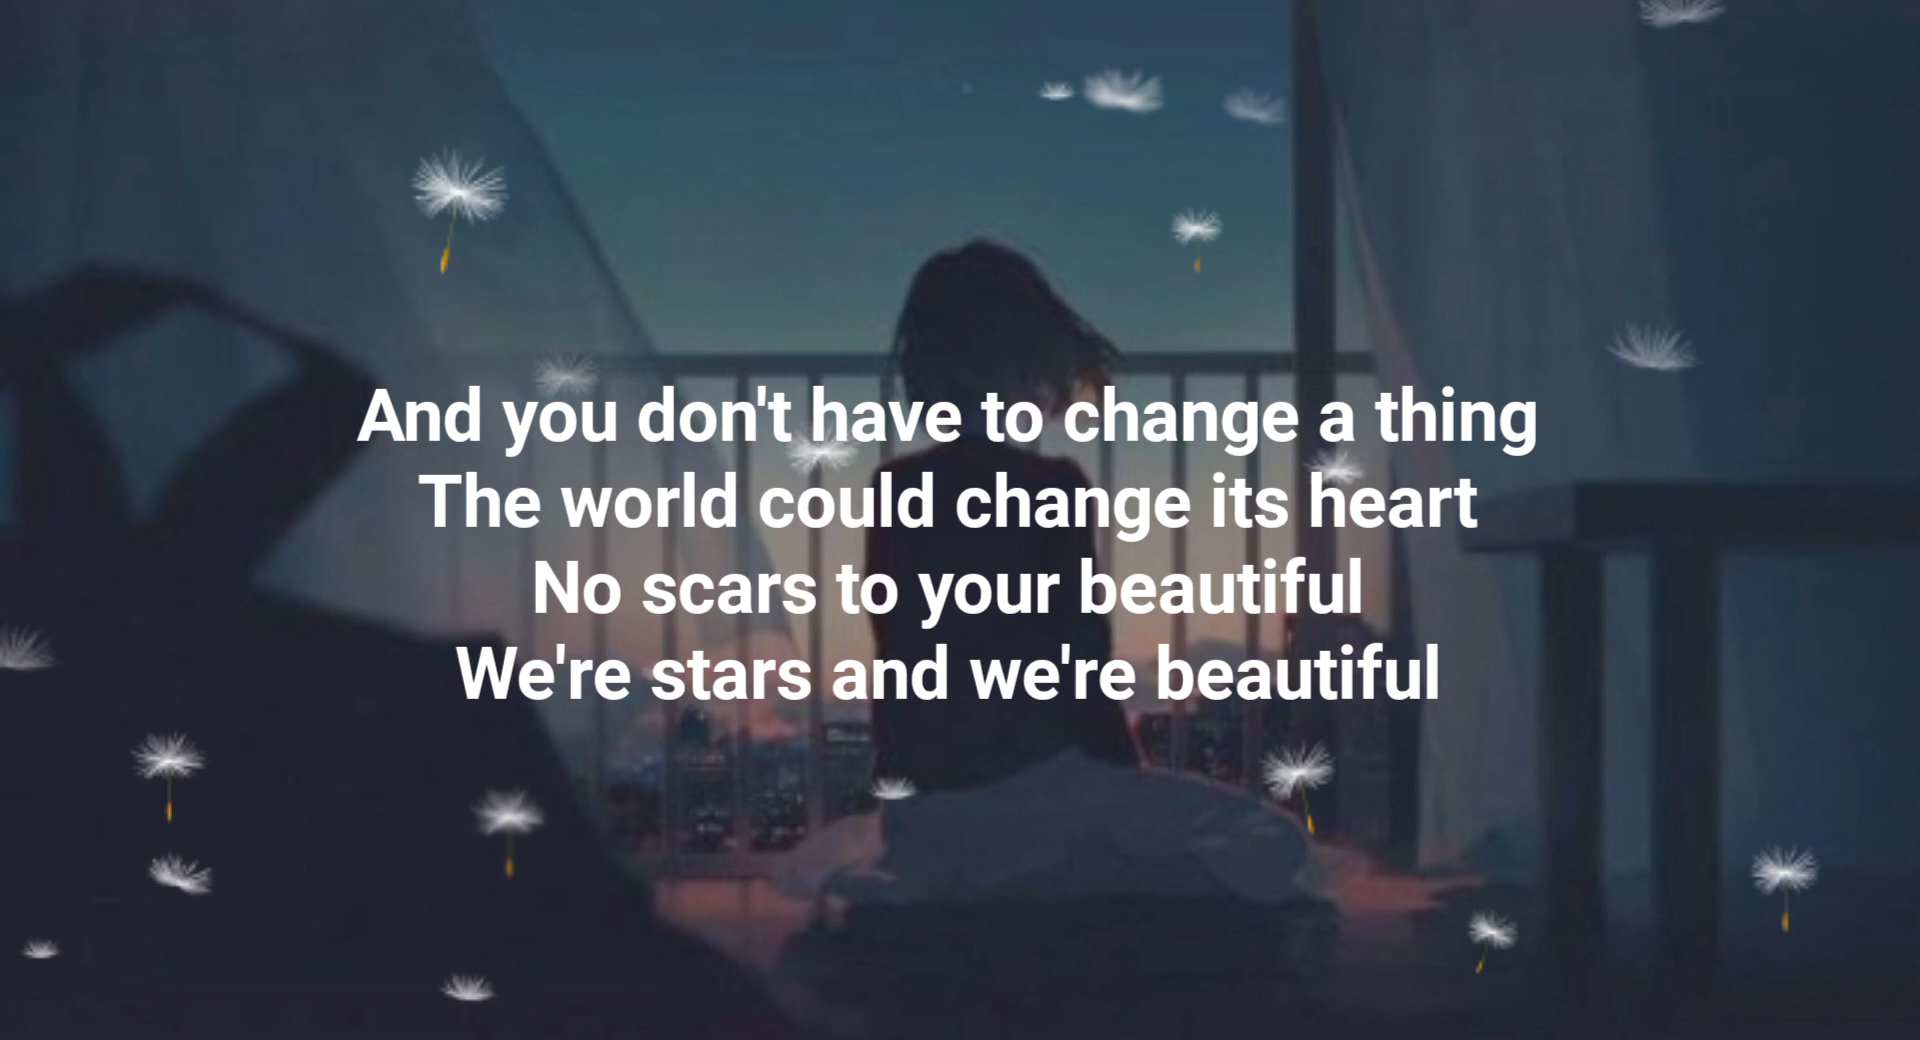 And you don't have to change a thing
The world could change its heart
No scars to your beautiful
We're stars and we're beautiful